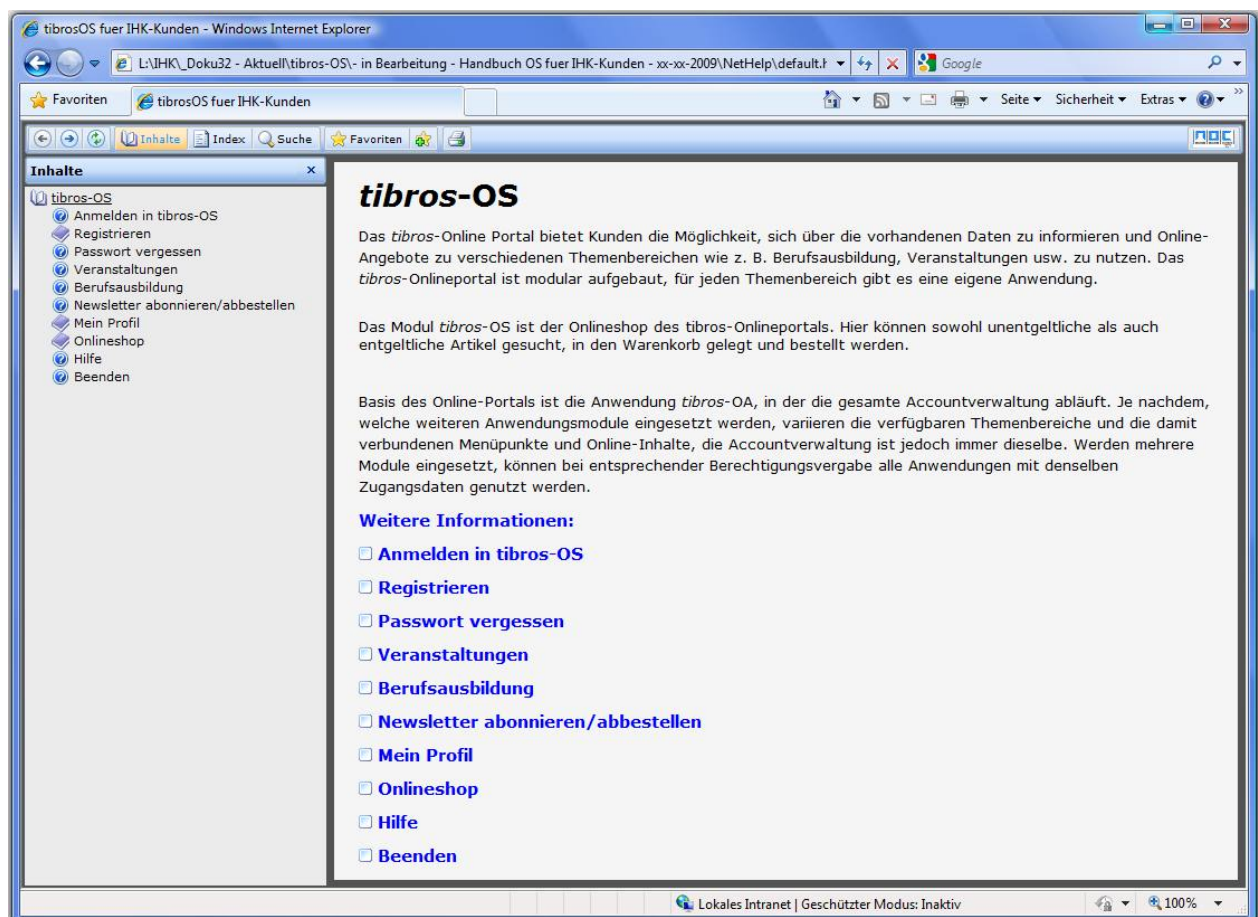 tibrosOS fuer IHK-Kunden - Windows Internet Explorer
L:\IHK\_Doku32 - Aktuell\tibros-OS\- in Bearbeitung - Handbuch OS fuer IHK-Kunden - xx-xx-2009\NetHelp\default.h
Google
Favoriten
tibrosOS fuer IHK-Kunden
Seite
Sicherheit
Extras
Inhalte
Index
Suche
Favoriten
Inhalte
tibros-OS
Anmelden in tibros-OS
Registrieren
Passwort vergessen
Veranstaltungen
Berufsausbildung
Newsletter abonnieren/abbestellen
Mein Profil
Onlineshop
Hilfe
Beenden
tibros-OS
Das tibros-Online Portal bietet Kunden die Möglichkeit, sich über die vorhandenen Daten zu informieren und Online-
Angebote zu verschiedenen Themenbereichen wie z. B. Berufsausbildung, Veranstaltungen usw. zu nutzen. Das
tibros-Onlineportal ist modular aufgebaut, für jeden Themenbereich gibt es eine eigene Anwendung.
Das Modul tibros-OS ist der Onlineshop des tibros-Onlineportals. Hier können sowohl unentgeltliche als auch
entgeltliche Artikel gesucht, in den Warenkorb gelegt und bestellt werden.
Basis des Online-Portals ist die Anwendung tibros-OA, in der die gesamte Accountverwaltung abläuft. Je nachdem,
welche weiteren Anwendungsmodule eingesetzt werden, variieren die verfügbaren Themenbereiche und die damit
verbundenen Menüpunkte und Online-Inhalte, die Accountverwaltung ist jedoch immer dieselbe. Werden mehrere
Module eingesetzt, können bei entsprechender Berechtigungsvergabe alle Anwendungen mit denselben
Zugangsdaten genutzt werden.
Weitere Informationen:
Anmelden in tibros-OS
Registrieren
Passwort vergessen
Veranstaltungen
Berufsausbildung
Newsletter abonnieren/abbestellen
Mein Profil
Onlineshop
Hilfe
Beenden
Lokales Intranet | Geschützter Modus: Inaktiv
100%